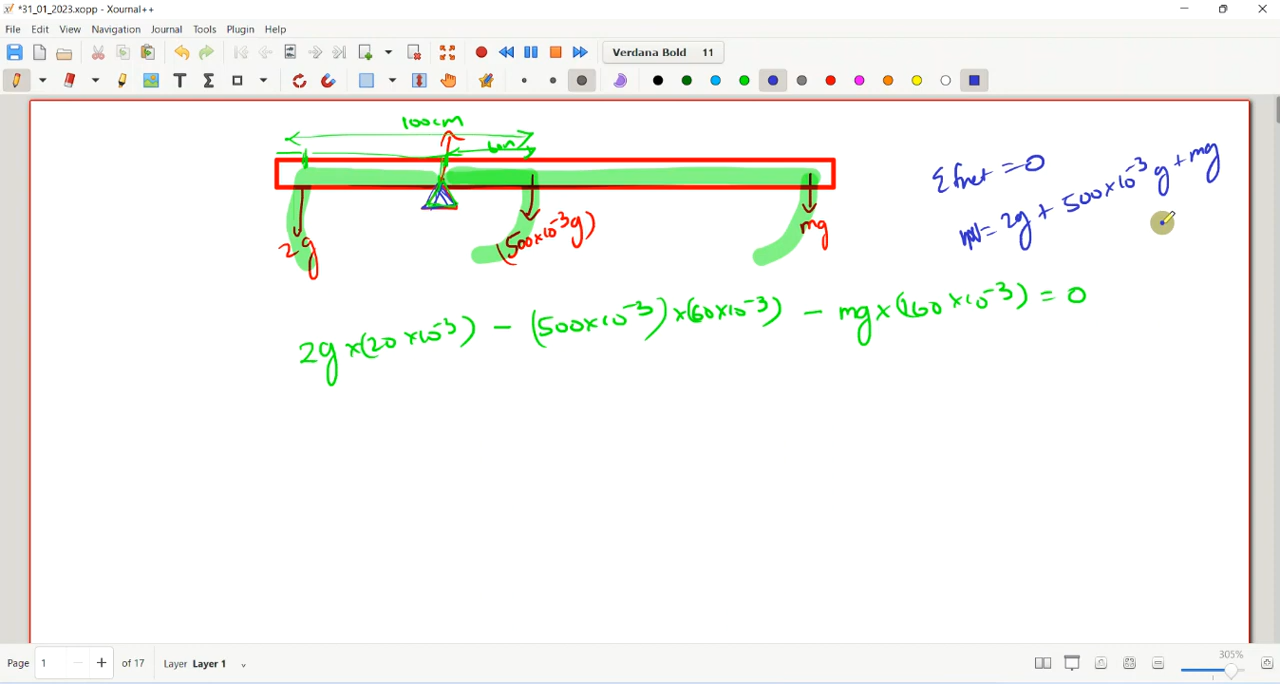 *31_01_2023.xopp - Xournal++
File Edit View Navigation Journal Tools Plugin Help
Verdana Bold 11
100cm
60cm
2g
(500×10⁻³g)
mg
Σfnet = 0
N = 2g + 500×10⁻³g + mg
2g×(20×10⁻³) − (500×10⁻³)×(60×10⁻³) − mg×(160×10⁻³) = 0
Page 1 of 17 Layer Layer 1 305%